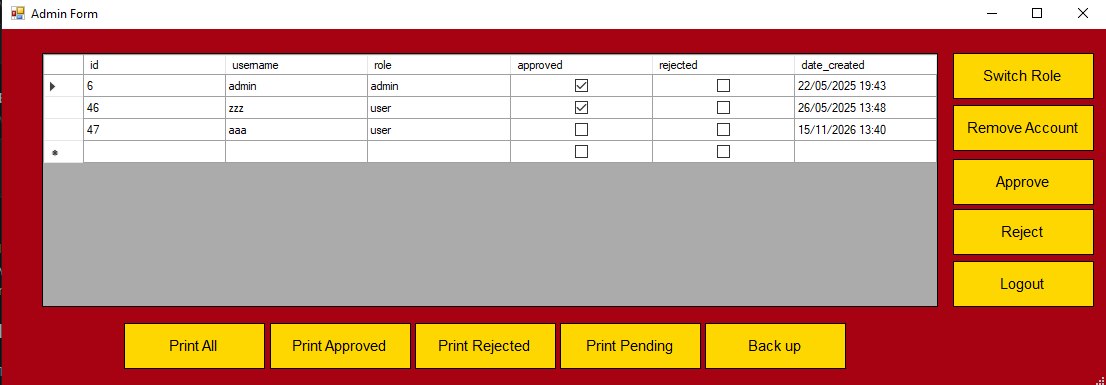 Admin Form
id username role approved rejected date_created
6 admin admin 22/05/2025 19:43
46 zzz user 26/05/2025 13:48
47 aaa user 15/11/2026 13:40
Switch Role
Remove Account
Approve
Reject
Logout
Print All Print Approved Print Rejected Print Pending Back up